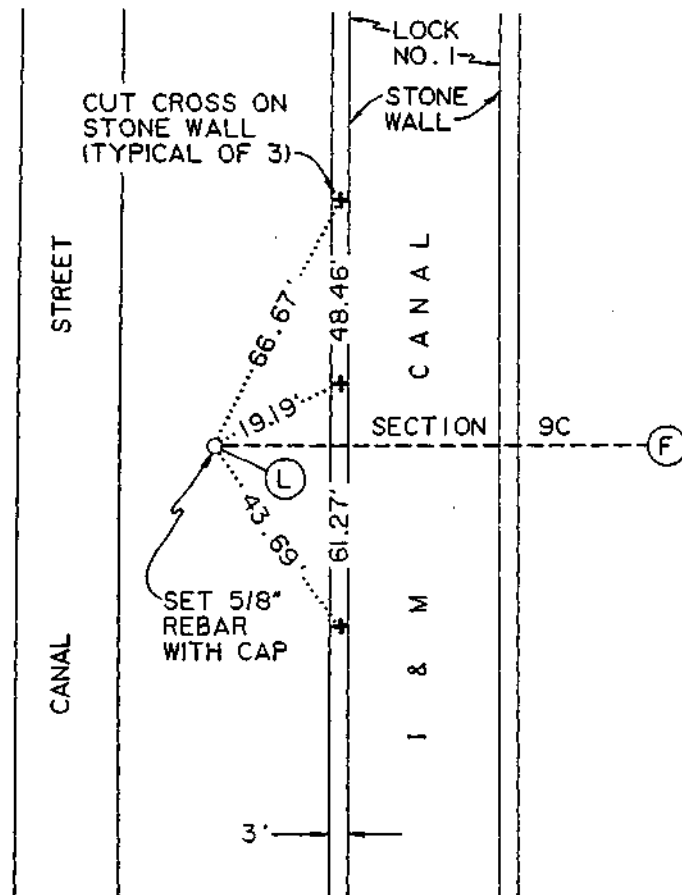 LOCK
NO. 1
STONE
WALL
CUT CROSS ON
STONE WALL
(TYPICAL OF 3)
STREET
CANAL
66.67'
48.46'
19.19'
SECTION 9C
F
L
43.69'
61.27'
SET 5/8"
REBAR
WITH CAP
CANAL
I & M
3'